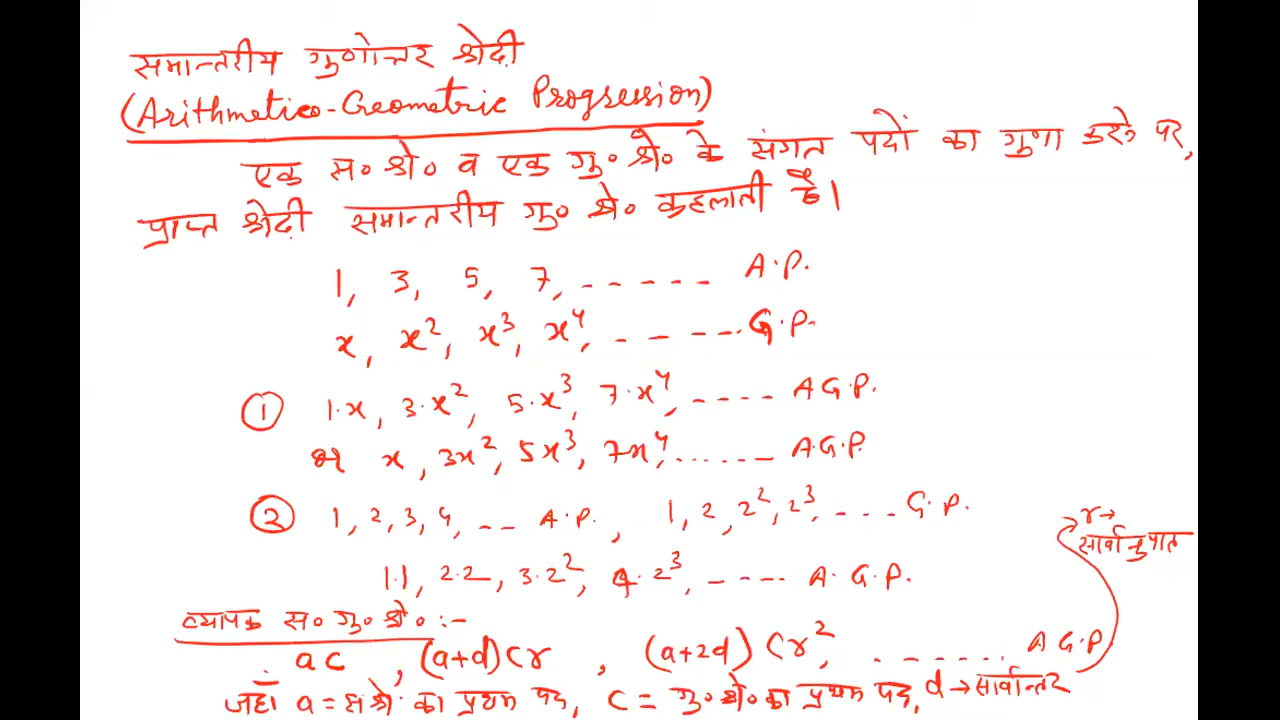 समान्तरीय गुणोत्तर श्रेढ़ी
(Arithmetico-Geometric Progression)
एक स० श्रे० व एक गु० श्रे० के संगत पदों का गुणा करने पर,
प्राप्त श्रेढ़ी समान्तरीय गु० श्रे० कहलाती है।
1, 3, 5, 7, ------ A.P.
x, x², x³, x⁴, ------ G.P.
① 1·x, 3·x², 5·x³, 7·x⁴, ----- A G.P.
या x, 3x², 5x³, 7x⁴, ...... A.G.P.
② 1, 2, 3, 4, --- A.P., 1, 2, 2², 2³, ---- G.P.
1·1, 2·2, 3·2², 4·2³, ------ A.G.P.
r→
सार्वानुपात
व्यापक स० गु० श्रे० :-
ac, (a+d)Cr, (a+2d)Cr², ------- A G.P.
जहाँ a = स श्रे० का प्रथम पद, C = गु० श्रे० का प्रथम पद, d → सार्वान्तर